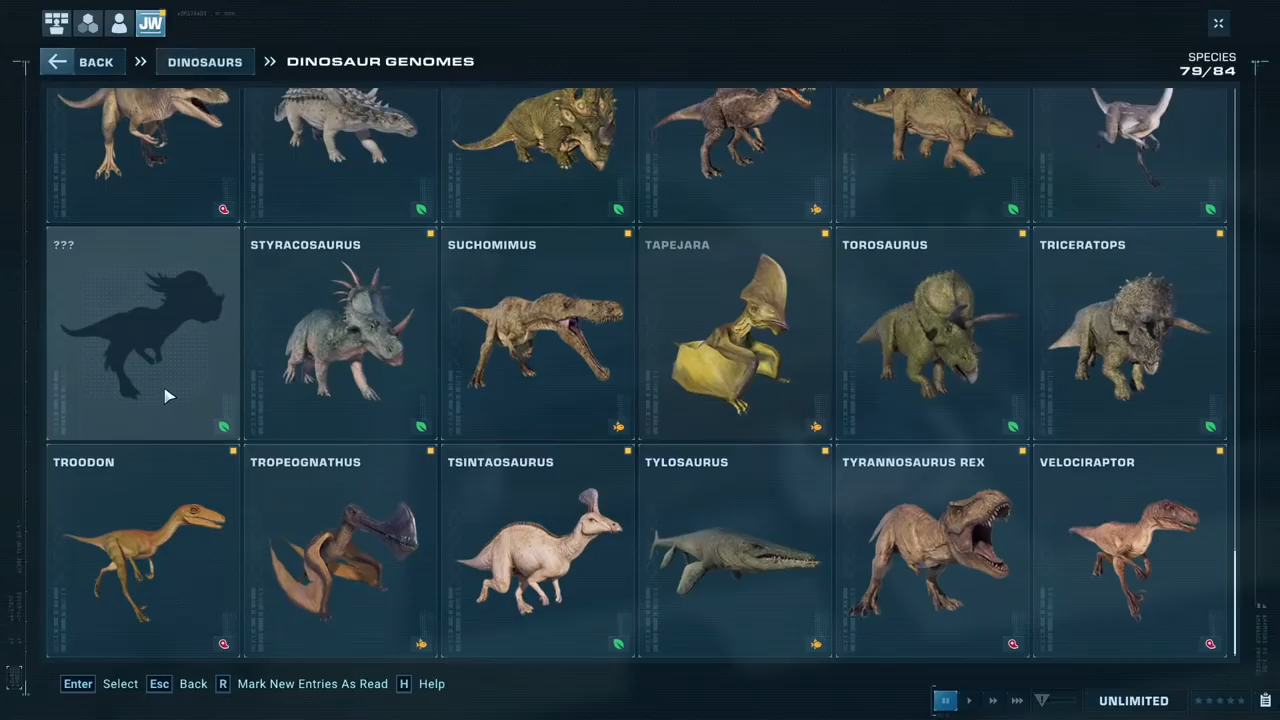 JW
BACK
DINOSAURS
DINOSAUR GENOMES
SPECIES
79/84
???
STYRACOSAURUS
SUCHOMIMUS
TAPEJARA
TOROSAURUS
TRICERATOPS
TROODON
TROPEOGNATHUS
TSINTAOSAURUS
TYLOSAURUS
TYRANNOSAURUS REX
VELOCIRAPTOR
Enter Select Esc Back R Mark New Entries As Read H Help
UNLIMITED